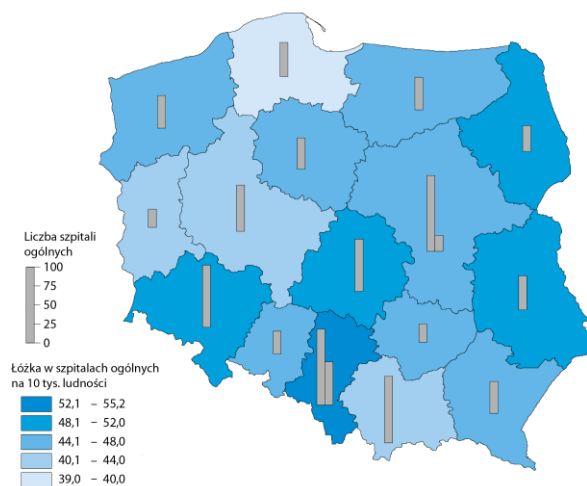 Liczba szpitali
ogólnych
100
75
50
25
0
Łóżka w szpitalach ogólnych
na 10 tys. ludności
52,1 – 55,2
48,1 – 52,0
44,1 – 48,0
40,1 – 44,0
39,0 – 40,0